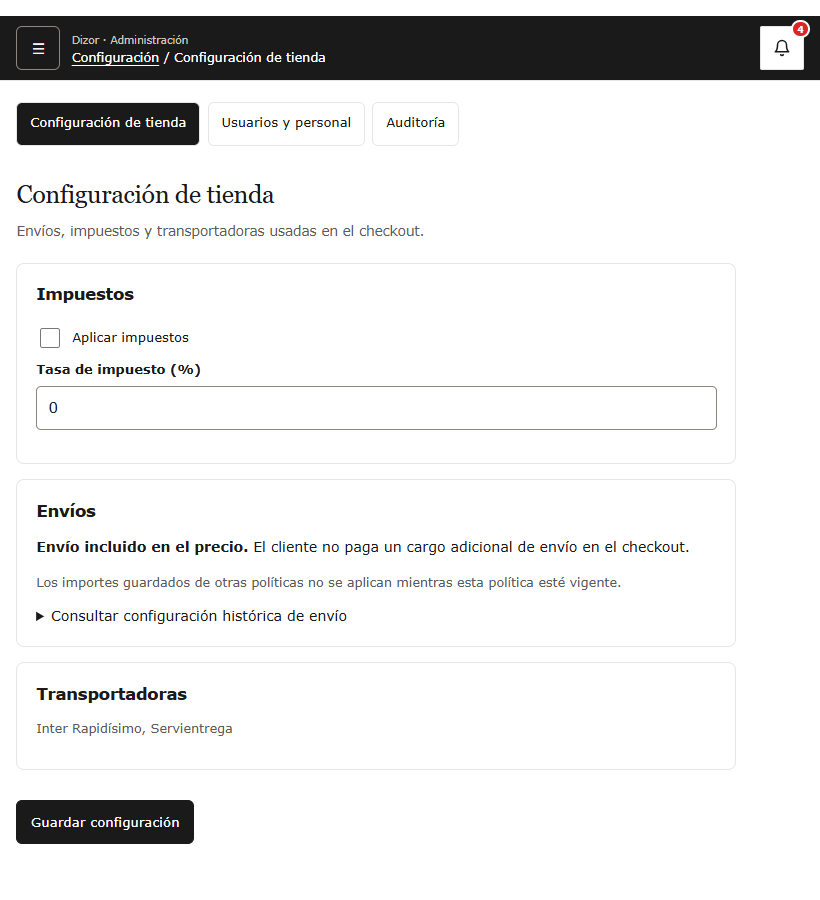 Dizor · Administración
Configuración / Configuración de tienda
4
Configuración de tienda
Usuarios y personal
Auditoría
Configuración de tienda
Envíos, impuestos y transportadoras usadas en el checkout.
Impuestos
Aplicar impuestos
Tasa de impuesto (%)
0
Envíos
Envío incluido en el precio. El cliente no paga un cargo adicional de envío en el checkout.
Los importes guardados de otras políticas no se aplican mientras esta política esté vigente.
Consultar configuración histórica de envío
Transportadoras
Inter Rapidísimo, Servientrega
Guardar configuración